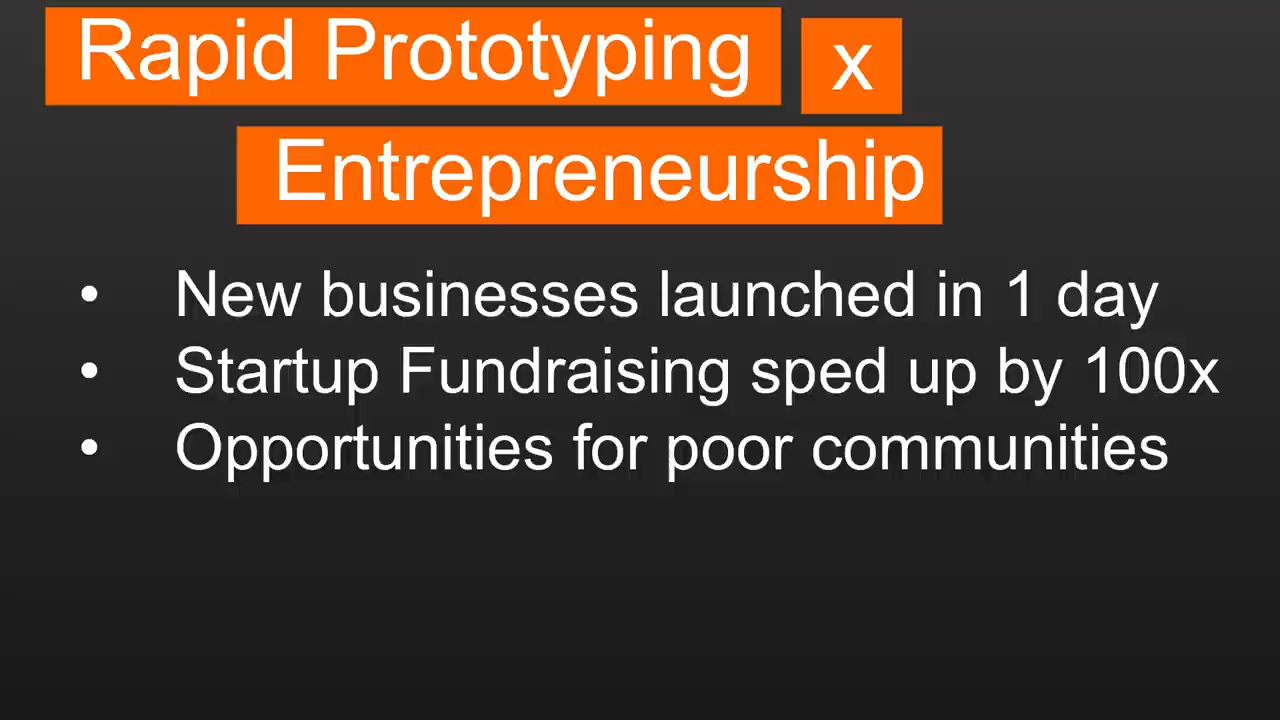 Rapid Prototyping x
Entrepreneurship
• New businesses launched in 1 day
• Startup Fundraising sped up by 100x
• Opportunities for poor communities